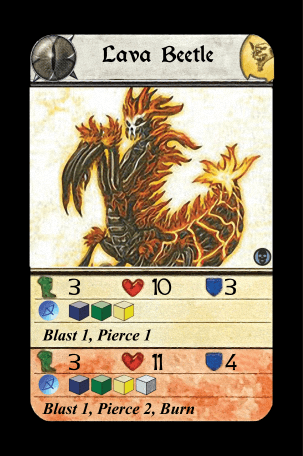 Lava Beetle
3 10 3
Blast 1, Pierce 1
3 11 4
Blast 1, Pierce 2, Burn